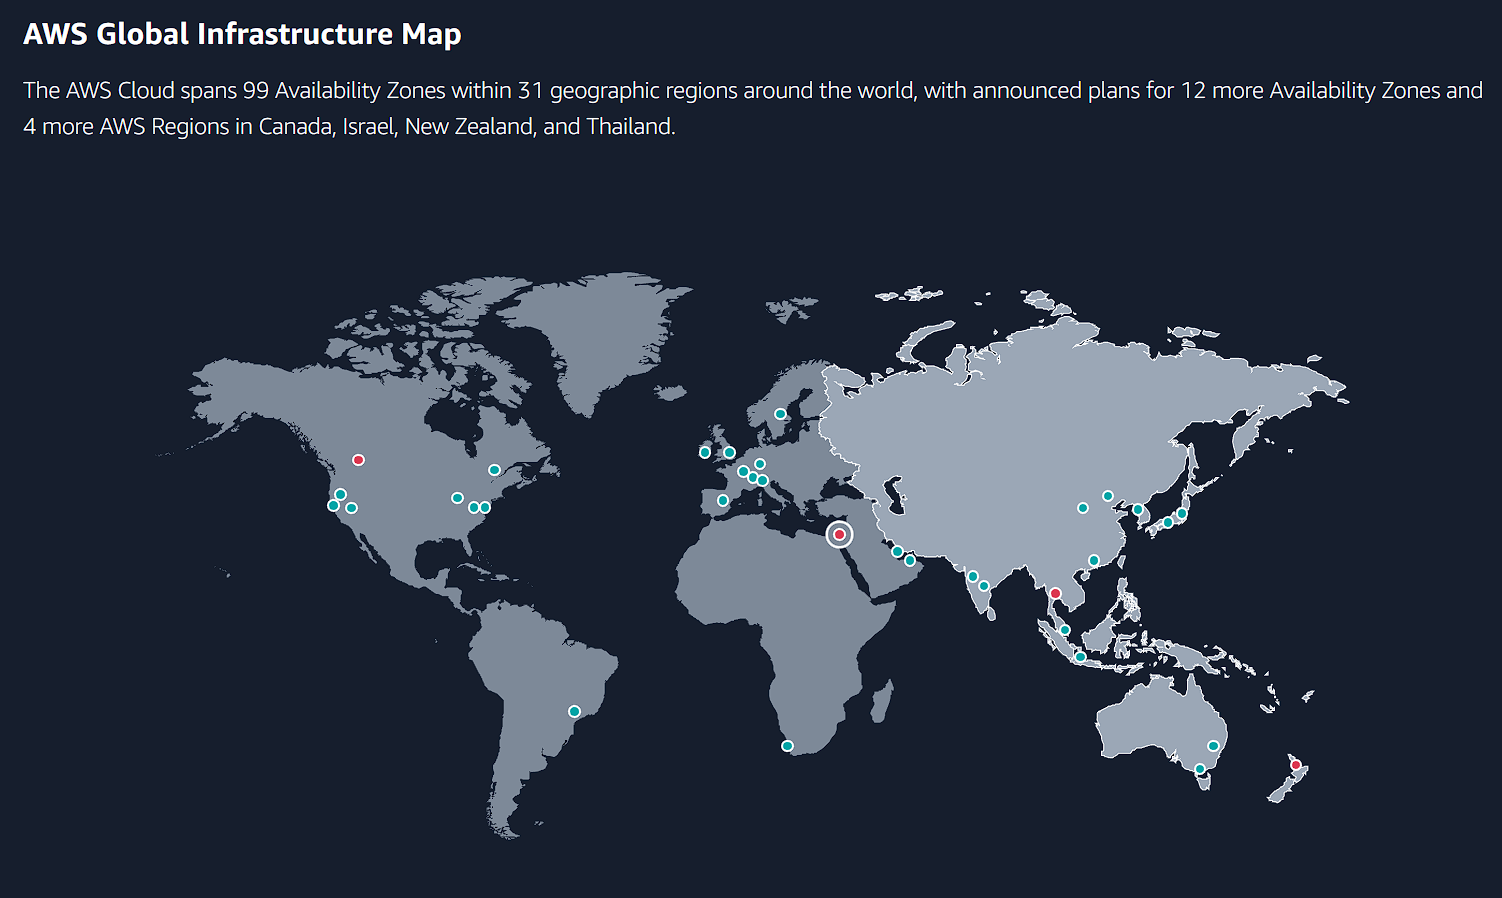 AWS Global Infrastructure Map
The AWS Cloud spans 99 Availability Zones within 31 geographic regions around the world, with announced plans for 12 more Availability Zones and
4 more AWS Regions in Canada, Israel, New Zealand, and Thailand.